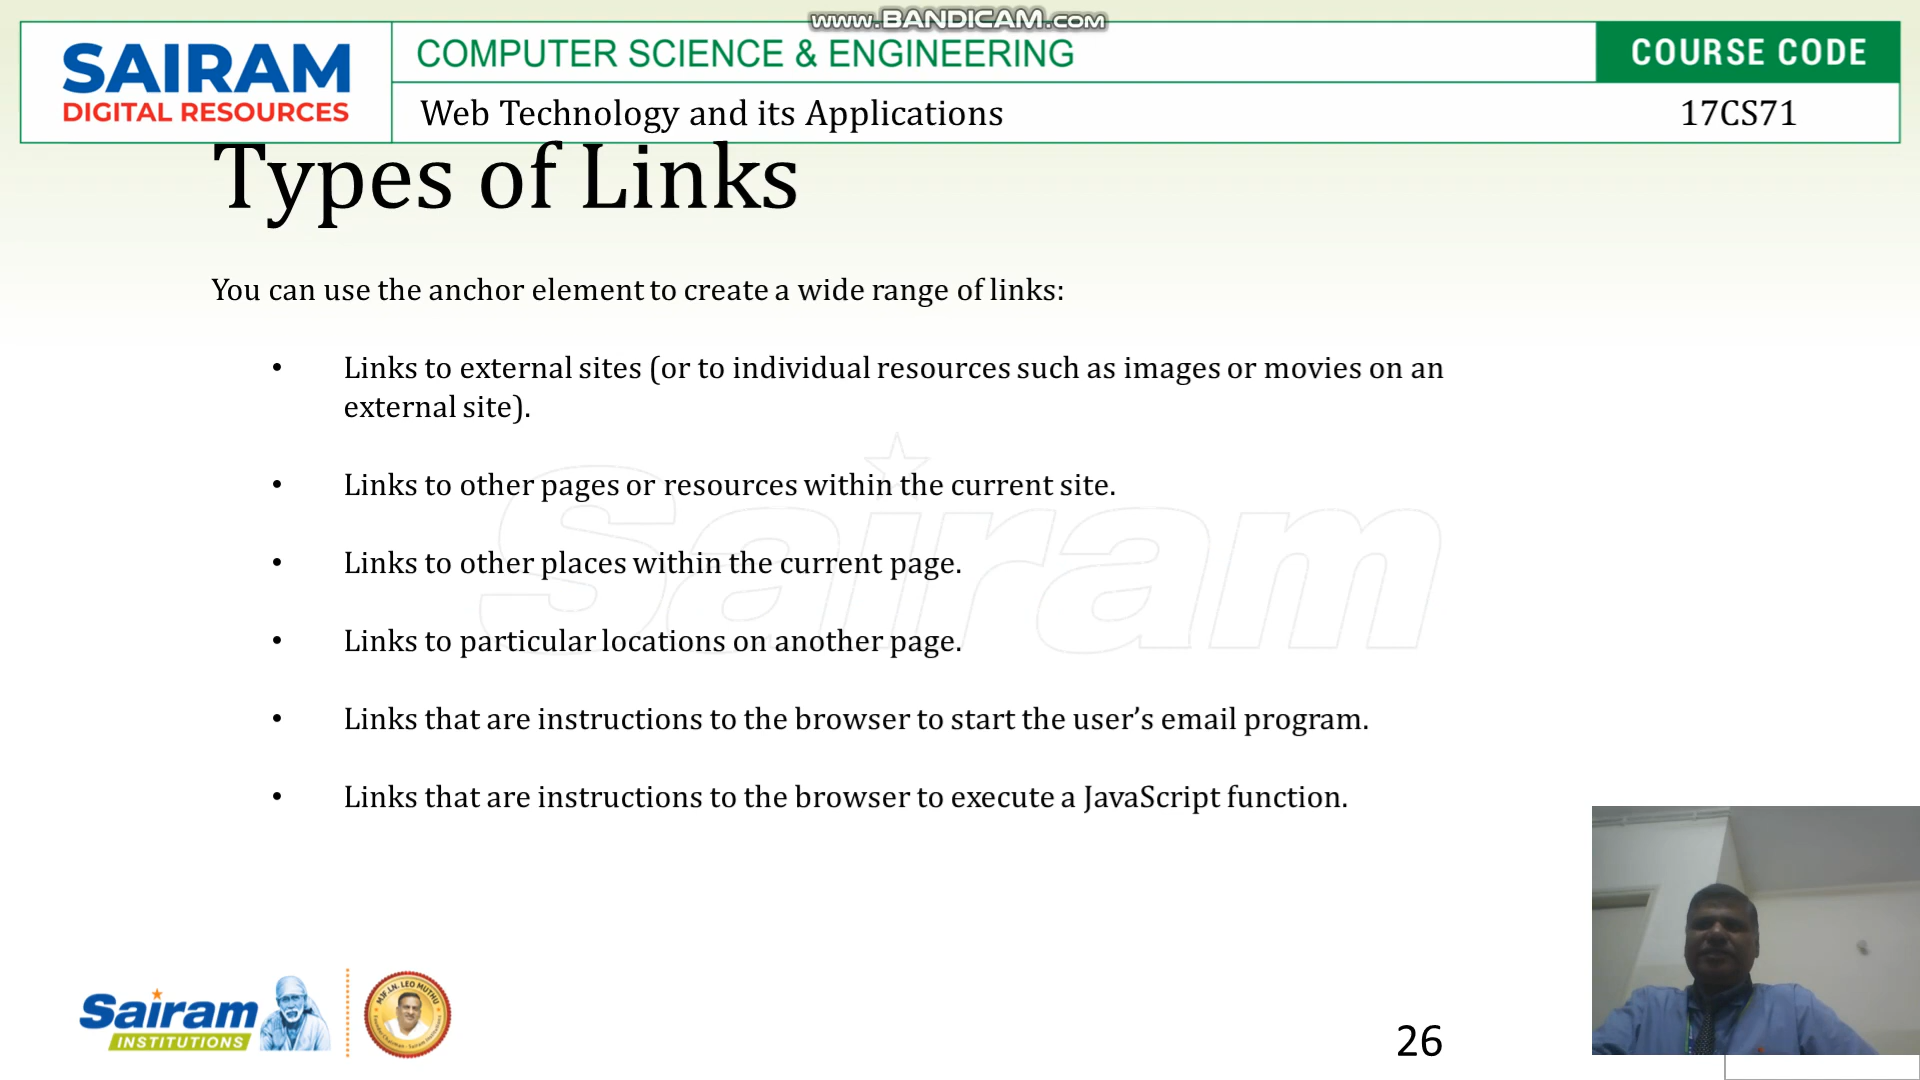 www.BANDICAM.com
SAIRAM
DIGITAL RESOURCES
COMPUTER SCIENCE & ENGINEERING
COURSE CODE
Web Technology and its Applications
17CS71
Types of Links
You can use the anchor element to create a wide range of links:
• Links to external sites (or to individual resources such as images or movies on an
external site).
• Links to other pages or resources within the current site.
• Links to other places within the current page.
• Links to particular locations on another page.
• Links that are instructions to the browser to start the user’s email program.
• Links that are instructions to the browser to execute a JavaScript function.
Sairam
Sairam
INSTITUTIONS
MJF.LN. LEO MUTHU
26